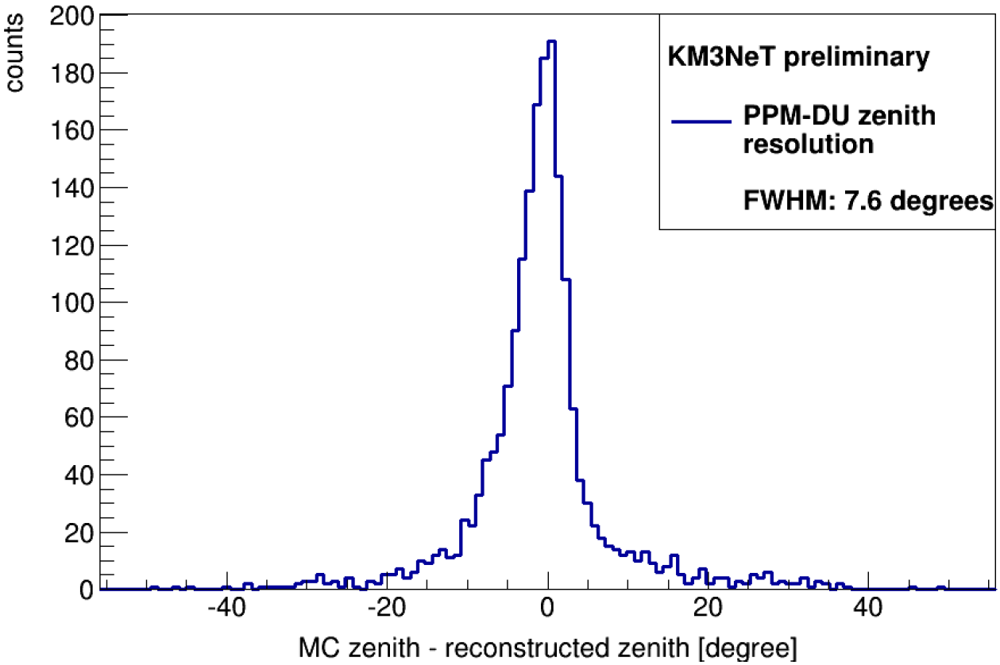 counts
200
180
160
140
120
100
80
60
40
20
0
KM3NeT preliminary
PPM-DU zenith
resolution
FWHM: 7.6 degrees
-40 -20 0 20 40
MC zenith - reconstructed zenith [degree]